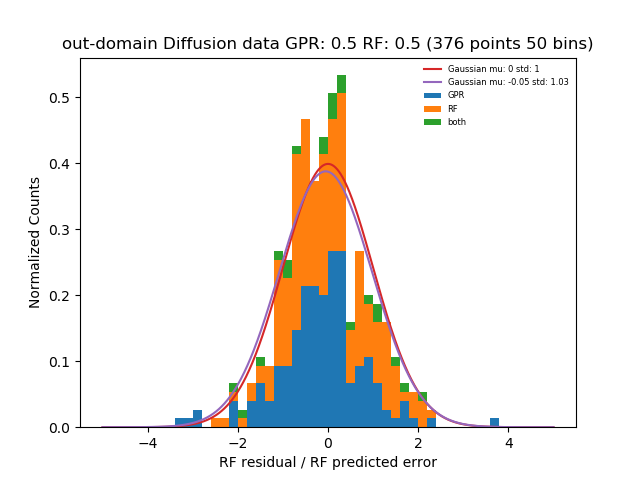 out-domain Diffusion data GPR: 0.5 RF: 0.5 (376 points 50 bins)
Gaussian mu: 0 std: 1
Gaussian mu: -0.05 std: 1.03
GPR
RF
both
0.5
0.4
0.3
0.2
0.1
0.0
Normalized Counts
−4
−2
0
2
4
RF residual / RF predicted error